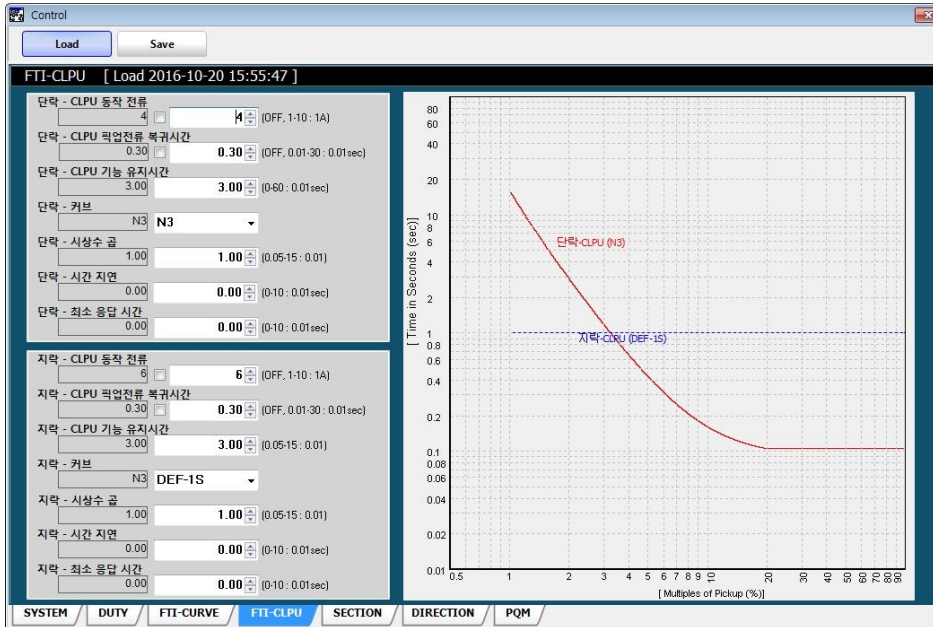 Control
Load Save
FTI-CLPU [ Load 2016-10-20 15:55:47 ]
단락 - CLPU 동작 전류
4 4 (OFF, 1-10 : 1A)
단락 - CLPU 픽업전류 복귀시간
0.30 0.30 (OFF, 0.01-30 : 0.01sec)
단락 - CLPU 기능 유지시간
3.00 3.00 (0-60 : 0.01sec)
단락 - 커브
N3 N3
단락 - 시상수 곱
1.00 1.00 (0.05-15 : 0.01)
단락 - 시간 지연
0.00 0.00 (0-10 : 0.01sec)
단락 - 최소 응답 시간
0.00 0.00 (0-10 : 0.01sec)
지락 - CLPU 동작 전류
6 6 (OFF, 1-10 : 1A)
지락 - CLPU 픽업전류 복귀시간
0.30 0.30 (OFF, 0.01-30 : 0.01sec)
지락 - CLPU 기능 유지시간
3.00 3.00 (0.05-15 : 0.01)
지락 - 커브
N3 DEF-1S
지락 - 시상수 곱
1.00 1.00 (0.05-15 : 0.01)
지락 - 시간 지연
0.00 0.00 (0-10 : 0.01sec)
지락 - 최소 응답 시간
0.00 0.00 (0-10 : 0.01sec)
[ Time in Seconds (sec)]
80
60
40
20
10
8
6
4
2
1
0.8
0.6
0.4
0.2
0.1
0.08
0.06
0.04
0.02
0.01
단락-CLPU (N3)
지락-CLPU (DEF-1S)
0.5 1 2 3 4 5 6 7 8 9 10 20 30 40 50 60 70 80 90
[ Multiples of Pickup (%)]
SYSTEM DUTY FTI-CURVE FTI-CLPU SECTION DIRECTION PQM